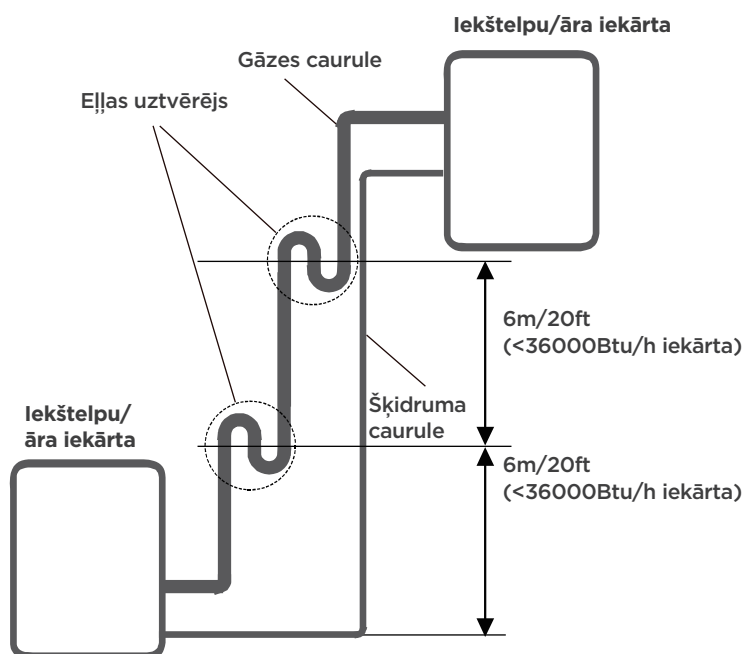 Iekštelpu/āra iekārta
Gāzes caurule
Eļļas uztvērējs
6m/20ft
(<36000Btu/h iekārta)
Šķidruma
caurule
Iekštelpu/
āra iekārta
6m/20ft
(<36000Btu/h iekārta)